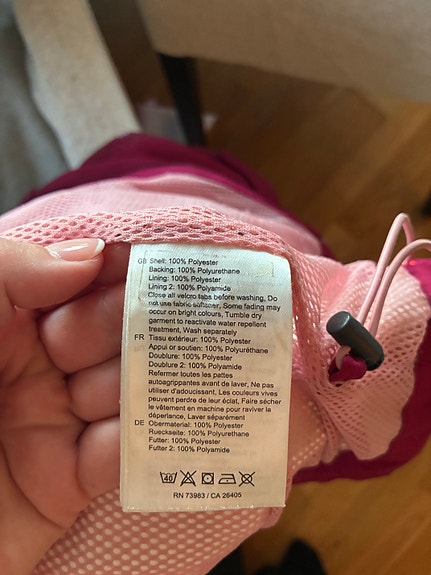 GB Shell: 100% Polyester
Backing: 100% Polyurethane
Lining: 100% Polyester
Lining 2: 100% Polyamide
Close all velcro tabs before washing, Do
not use fabric softener, Some fading may
occur on bright colours, Tumble dry
garment to reactivate water repellent
treatment, Wash separately
FR Tissu extérieur: 100% Polyester
Appui or soutien: 100% Polyuréthane
Doublure: 100% Polyester
Doublure 2: 100% Polyamide
Refermer toutes les pattes
autoagrippantes avant de laver, Ne pas
utiliser d'adoucissant, Les couleurs vives
peuvent perdre de leur éclat, Faire sécher
le vêtement en machine pour raviver la
déperlance, Laver séparément
DE Obermaterial: 100% Polyester
Rueckseite: 100% Polyurethane
Futter: 100% Polyester
Futter 2: 100% Polyamide
40
RN 73983 / CA 26405